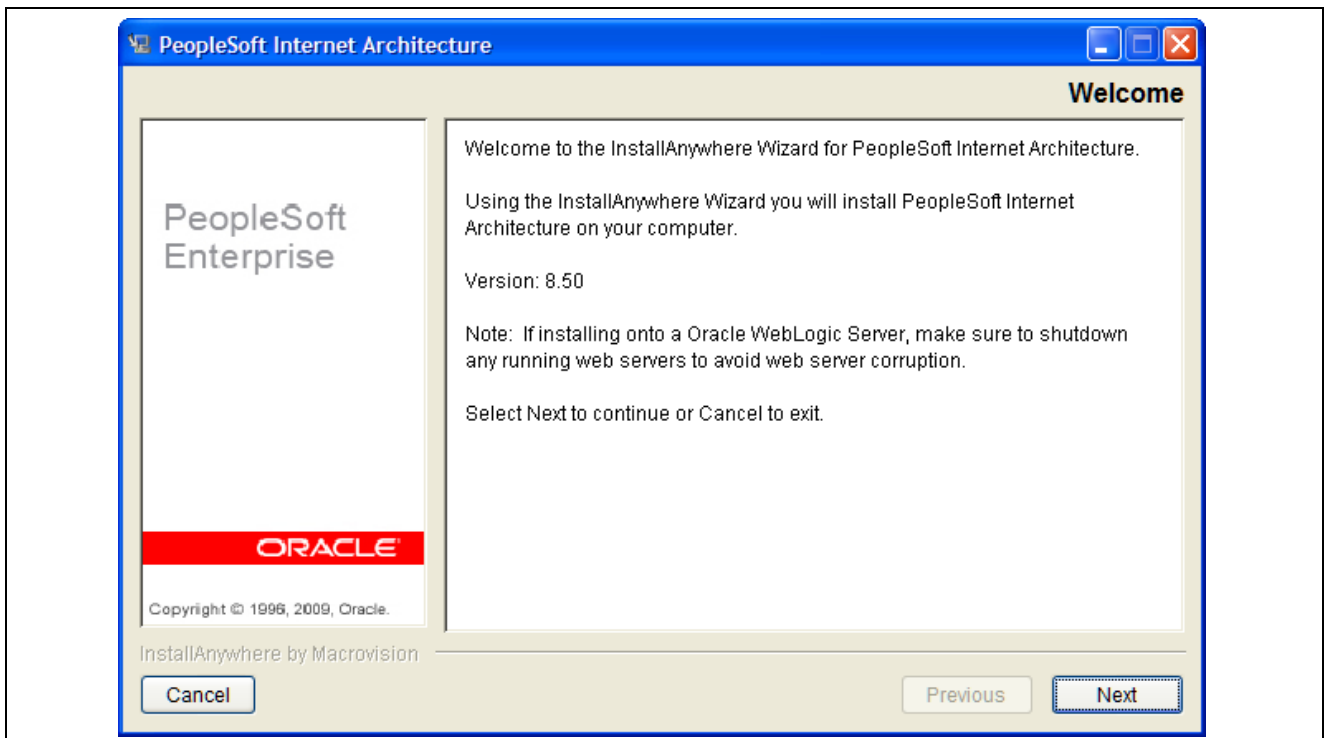 PeopleSoft Internet Architecture
Welcome
PeopleSoft
Enterprise
ORACLE
Copyright © 1996, 2009, Oracle.
Welcome to the InstallAnywhere Wizard for PeopleSoft Internet Architecture.
Using the InstallAnywhere Wizard you will install PeopleSoft Internet
Architecture on your computer.
Version: 8.50
Note: If installing onto a Oracle WebLogic Server, make sure to shutdown
any running web servers to avoid web server corruption.
Select Next to continue or Cancel to exit.
InstallAnywhere by Macrovision
Cancel
Previous
Next